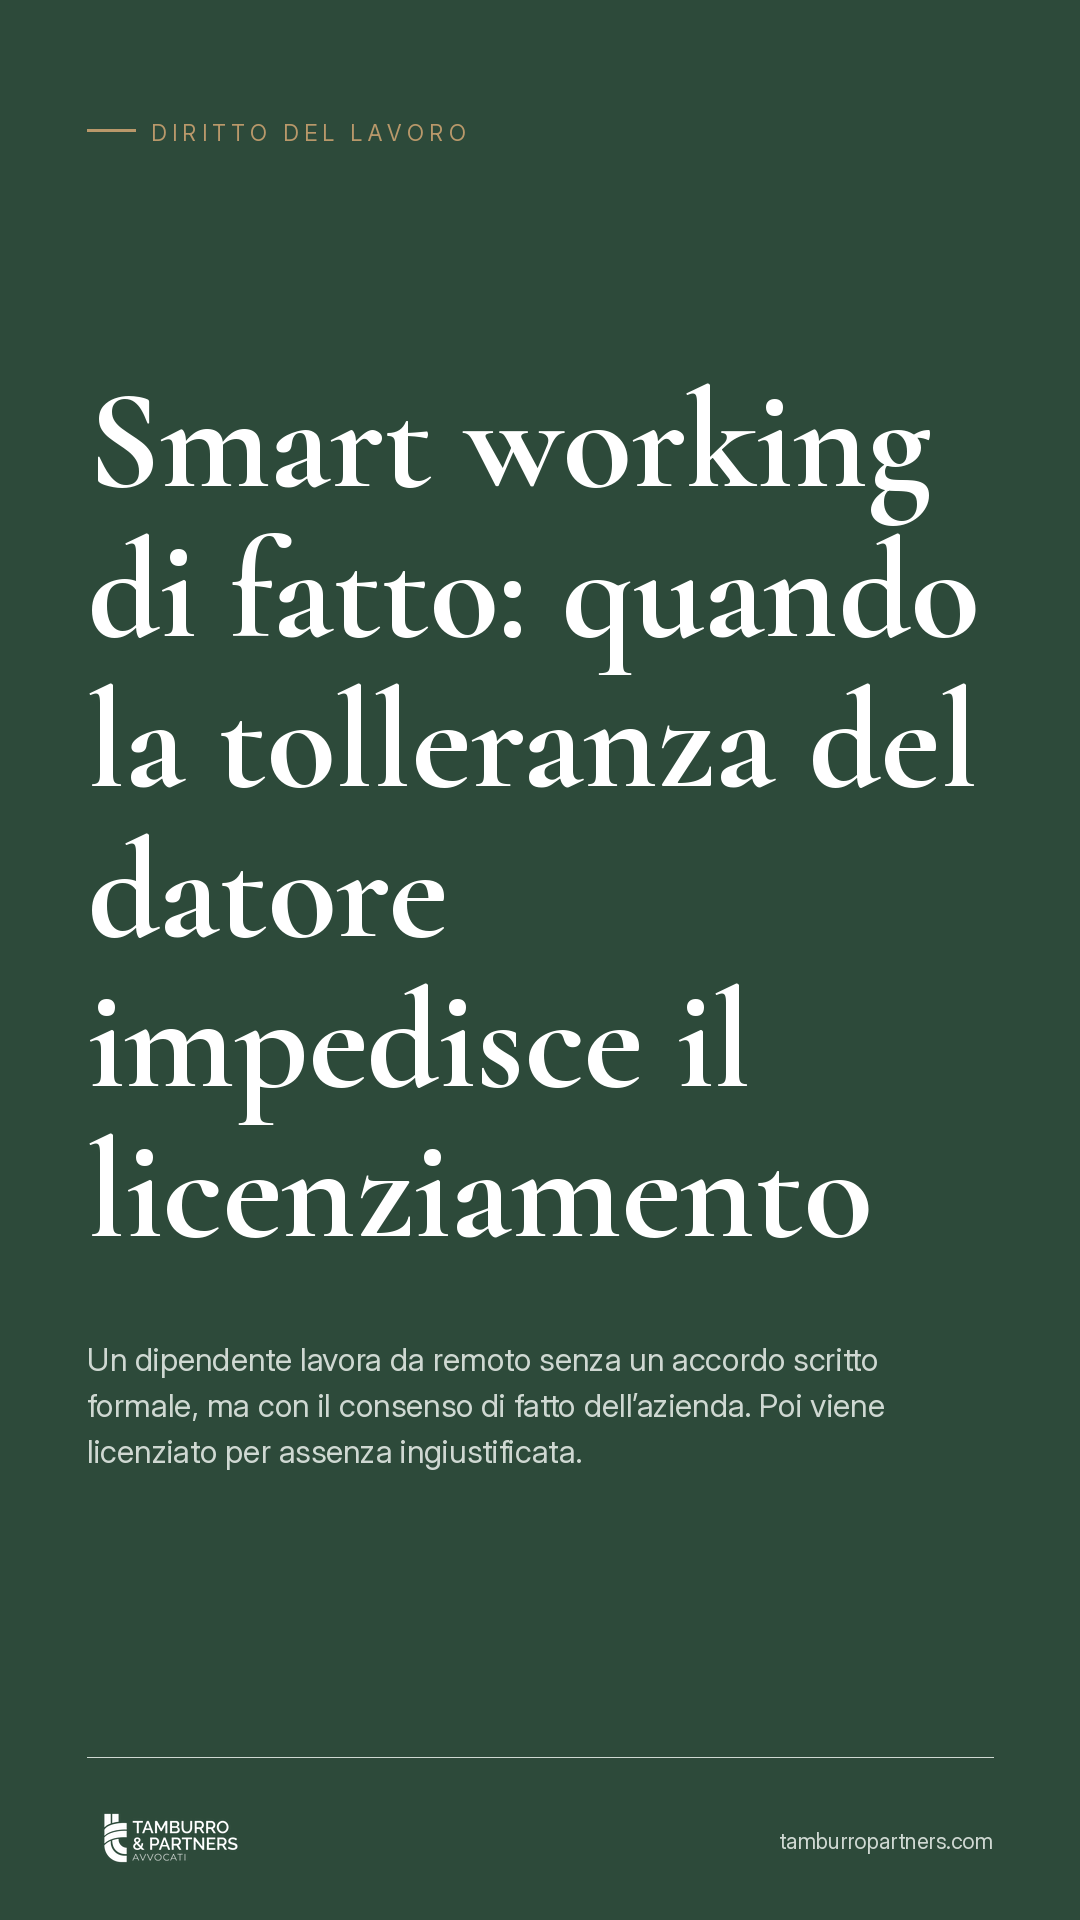 DIRITTO DEL LAVORO
Smart working
di fatto: quando
la tolleranza del
datore
impedisce il
licenziamento
Un dipendente lavora da remoto senza un accordo scritto
formale, ma con il consenso di fatto dell’azienda. Poi viene
licenziato per assenza ingiustificata.
TAMBURRO
& PARTNERS
AVVOCATI
tamburropartners.com